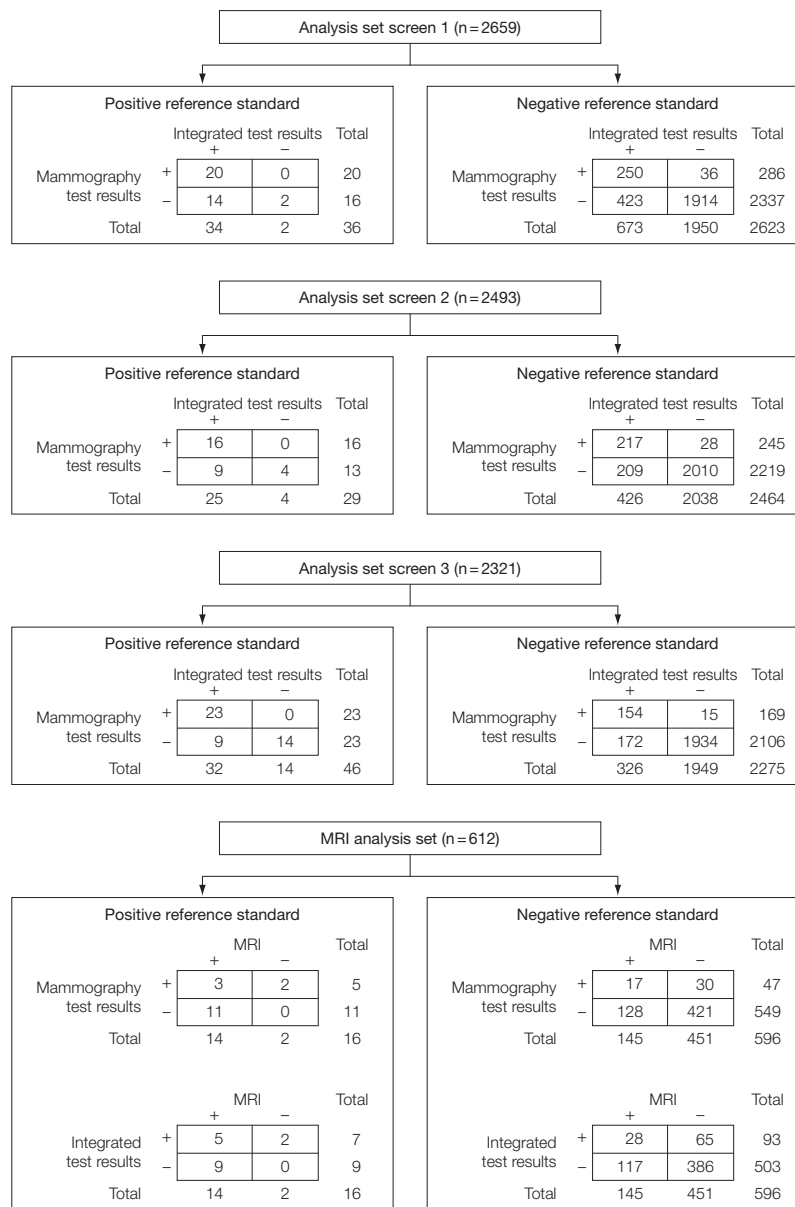 Analysis set screen 1 (n=2659)
Positive reference standard
Integrated test results Total
+ −
Mammography test results + 20 0 20
− 14 2 16
Total 34 2 36
Negative reference standard
Integrated test results Total
+ −
Mammography test results + 250 36 286
− 423 1914 2337
Total 673 1950 2623
Analysis set screen 2 (n=2493)
Positive reference standard
Integrated test results Total
+ −
Mammography test results + 16 0 16
− 9 4 13
Total 25 4 29
Negative reference standard
Integrated test results Total
+ −
Mammography test results + 217 28 245
− 209 2010 2219
Total 426 2038 2464
Analysis set screen 3 (n=2321)
Positive reference standard
Integrated test results Total
+ −
Mammography test results + 23 0 23
− 9 14 23
Total 32 14 46
Negative reference standard
Integrated test results Total
+ −
Mammography test results + 154 15 169
− 172 1934 2106
Total 326 1949 2275
MRI analysis set (n=612)
Positive reference standard
MRI Total
+ −
Mammography test results + 3 2 5
− 11 0 11
Total 14 2 16
MRI Total
+ −
Integrated test results + 5 2 7
− 9 0 9
Total 14 2 16
Negative reference standard
MRI Total
+ −
Mammography test results + 17 30 47
− 128 421 549
Total 145 451 596
MRI Total
+ −
Integrated test results + 28 65 93
− 117 386 503
Total 145 451 596